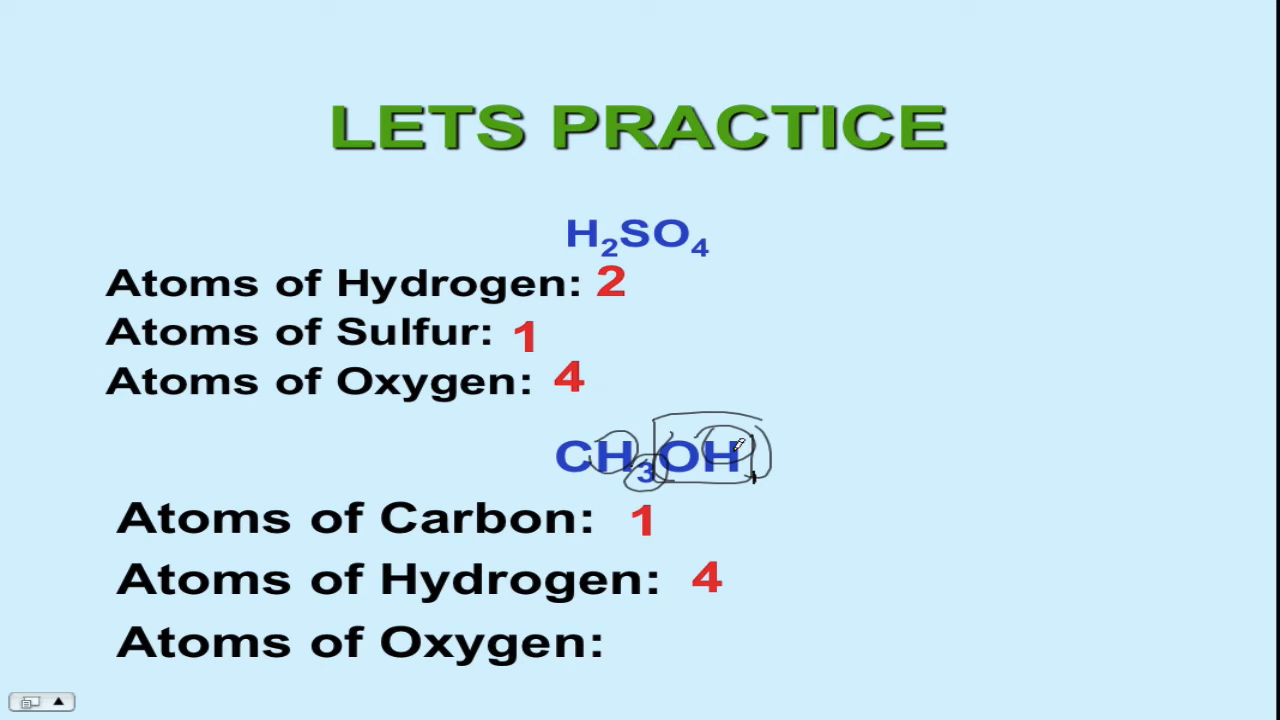 LETS PRACTICE
H₂SO₄
Atoms of Hydrogen: 2
Atoms of Sulfur: 1
Atoms of Oxygen: 4
CH₃OH
Atoms of Carbon: 1
Atoms of Hydrogen: 4
Atoms of Oxygen: